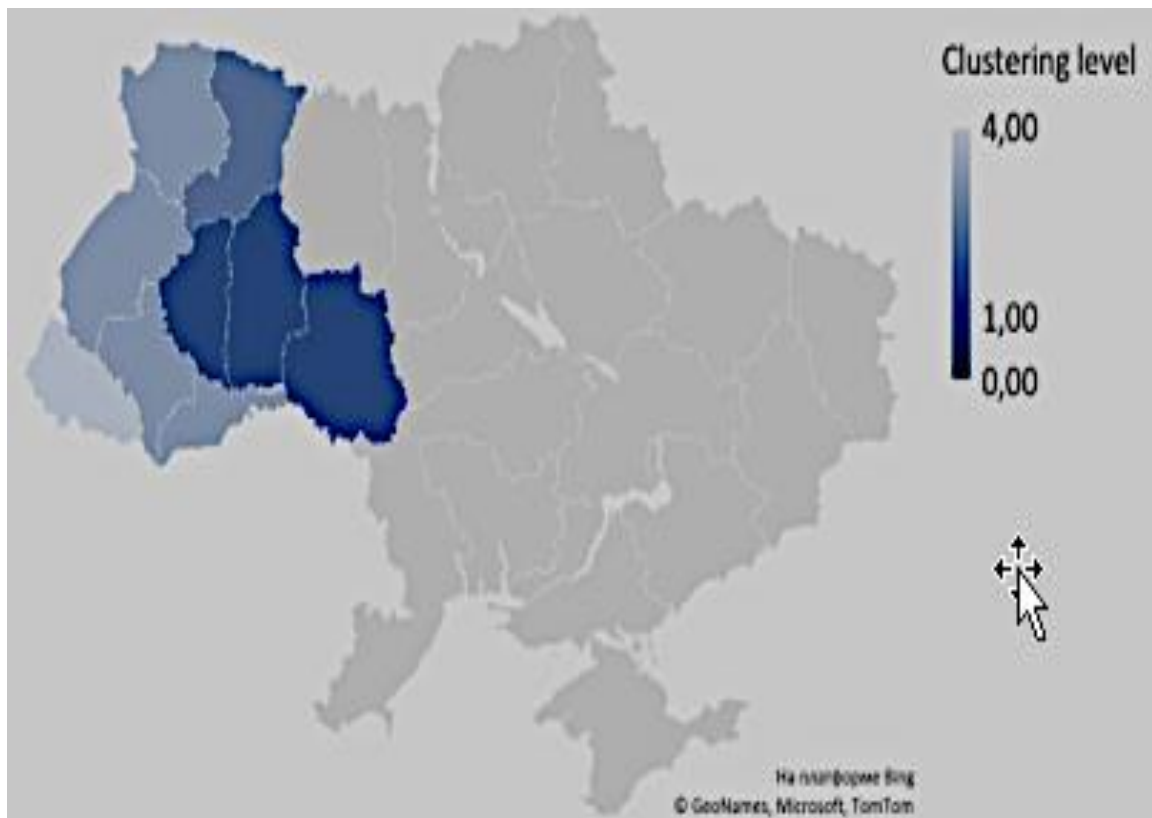 Clustering level
4,00
1,00
0,00
На платформе Bing
© GeoNames, Microsoft, TomTom